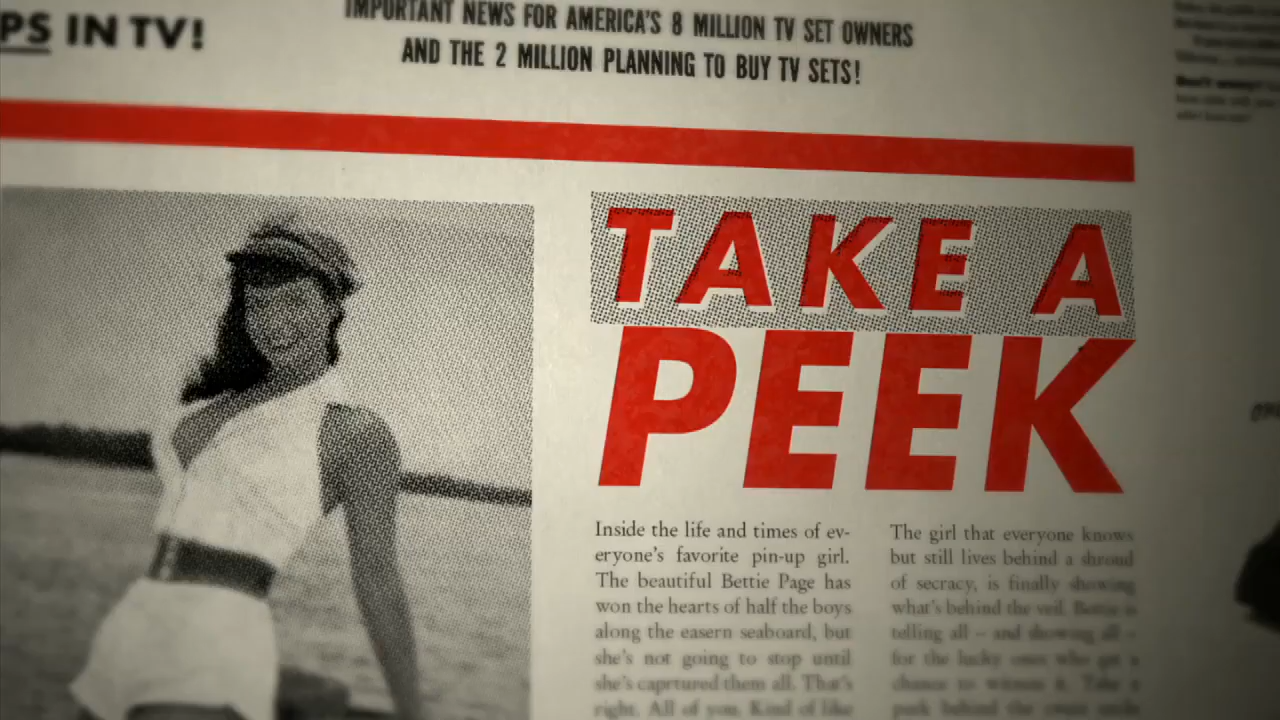 PS IN TV!
IMPORTANT NEWS FOR AMERICA'S 8 MILLION TV SET OWNERS
AND THE 2 MILLION PLANNING TO BUY TV SETS!
TAKE A
PEEK
Inside the life and times of ev-
eryone's favorite pin-up girl.
The beautiful Bettie Page has
won the hearts of half the boys
along the easern seaboard, but
she's not going to stop until
she's caprtured them all. That's
right. All of you. Kind of like
The girl that everyone knows
but still lives behind a shroud
of secracy, is finally showing
what's behind the veil. Bettie is
telling all – and showing all –
for the lucky ones who get a
chance to witness it. Take a
peek behind the